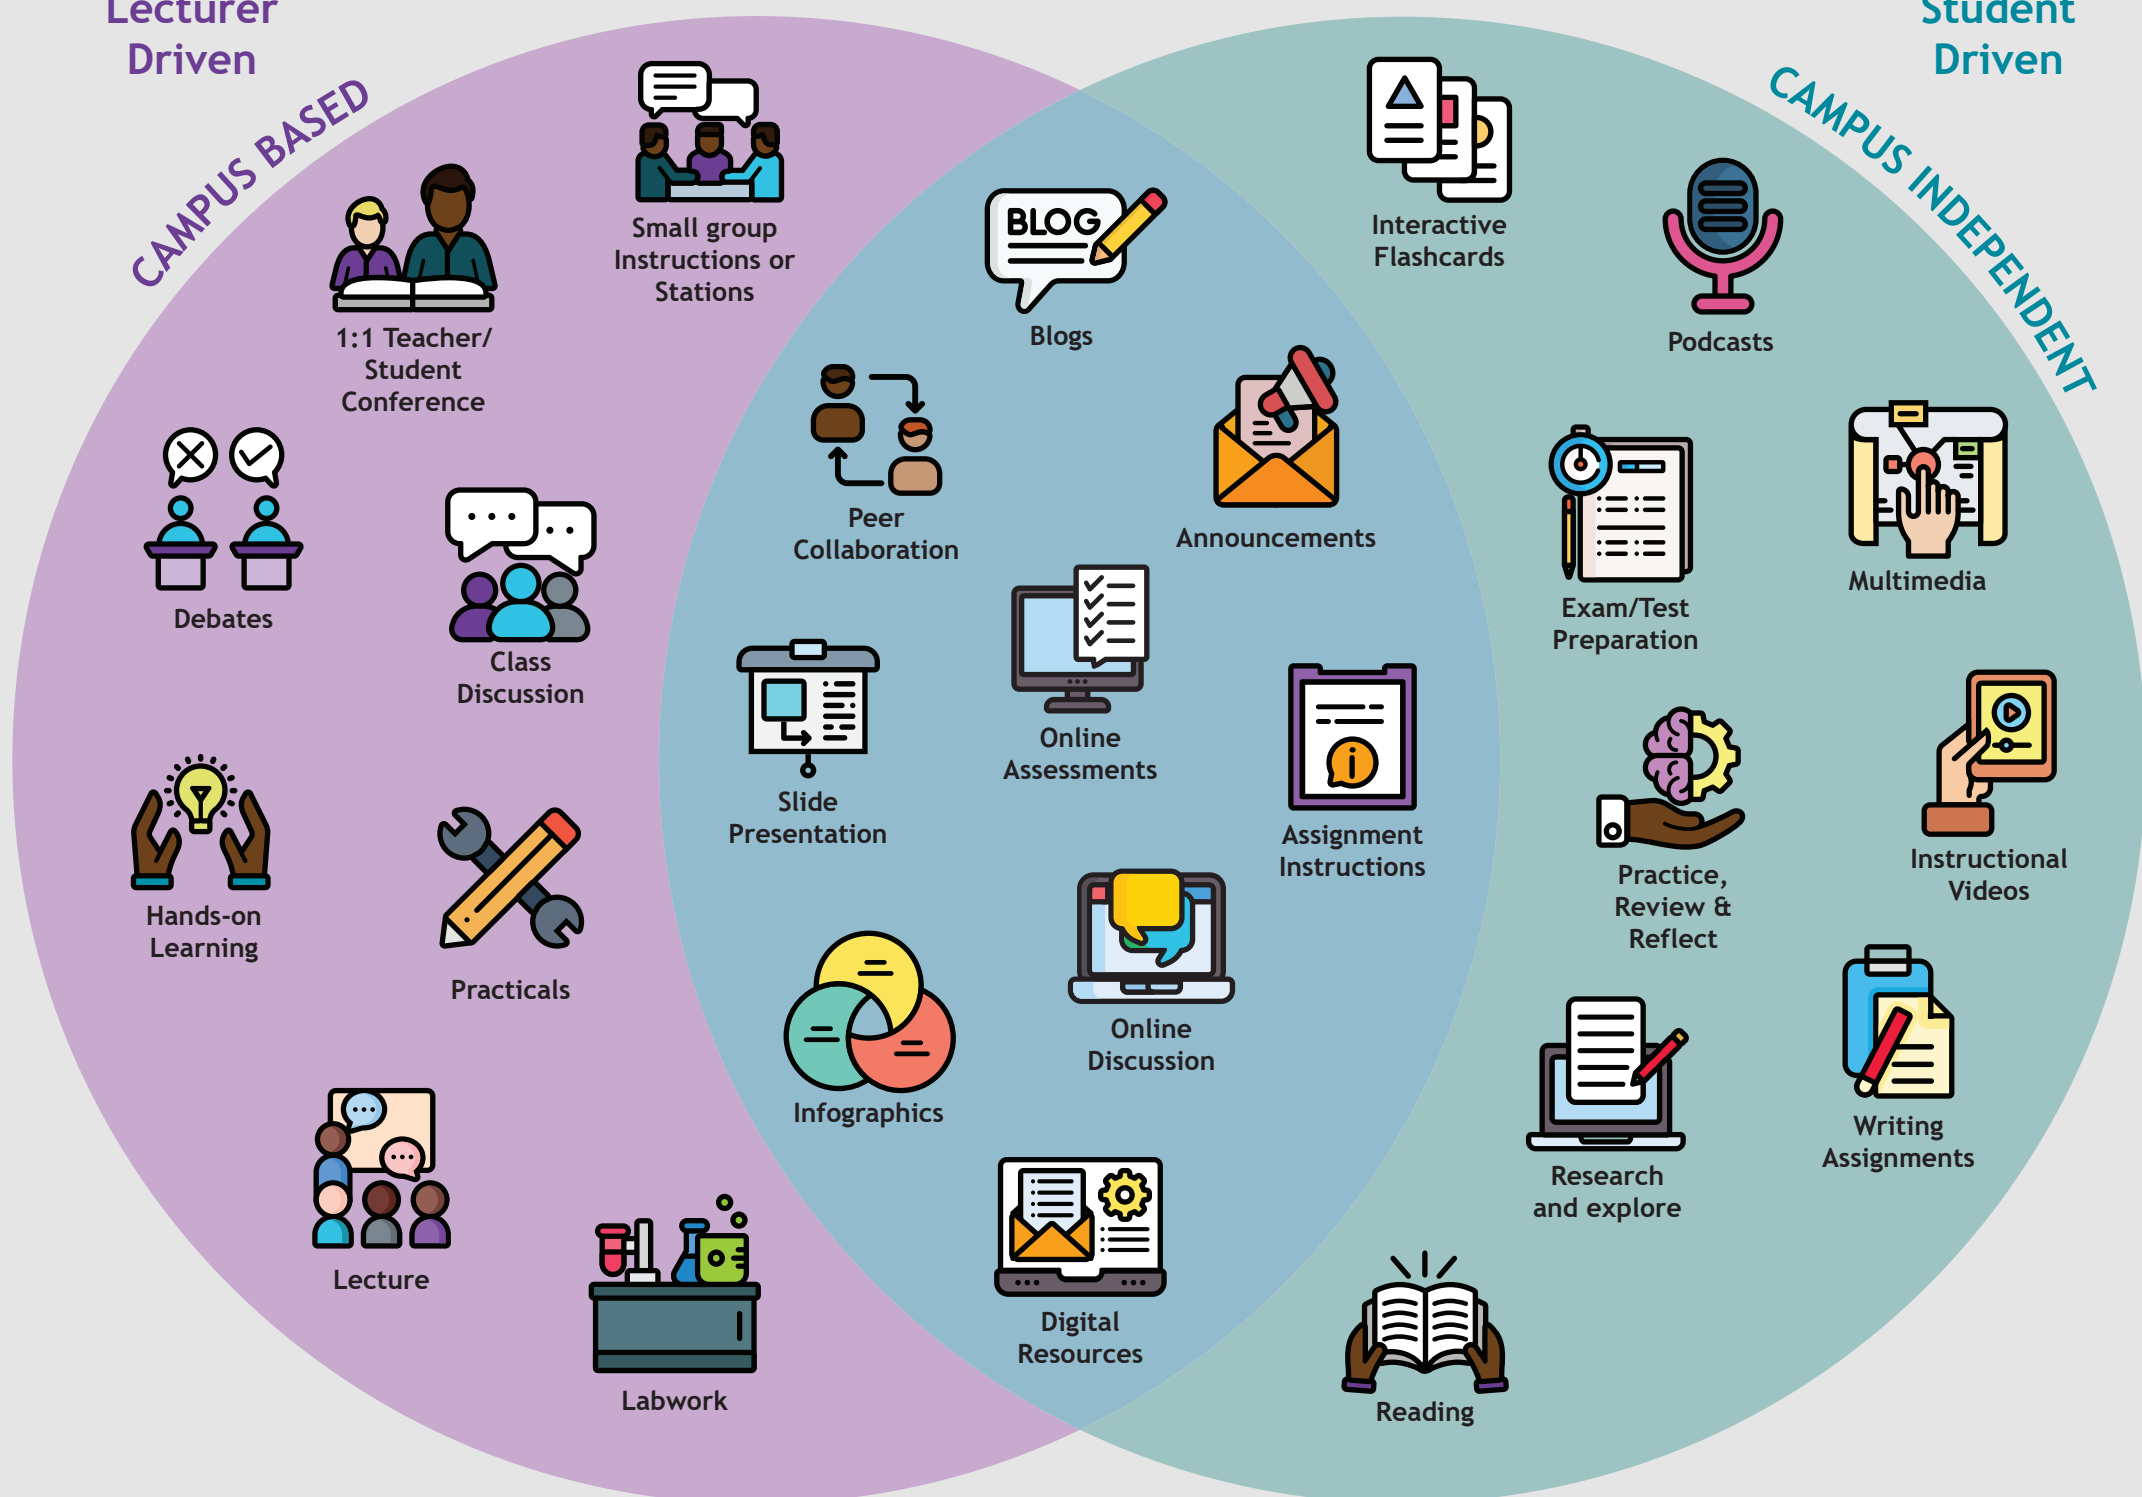 Lecturer
Driven
Student
Driven
CAMPUS BASED
CAMPUS INDEPENDENT
Small group
Instructions or
Stations
1:1 Teacher/
Student
Conference
Debates
Class
Discussion
Hands-on
Learning
Practicals
Lecture
Labwork
BLOG
Blogs
Peer
Collaboration
Announcements
Online
Assessments
Slide
Presentation
Assignment
Instructions
Online
Discussion
Infographics
Digital
Resources
Interactive
Flashcards
Podcasts
Exam/Test
Preparation
Multimedia
Practice,
Review &
Reflect
Instructional
Videos
Research
and explore
Writing
Assignments
Reading